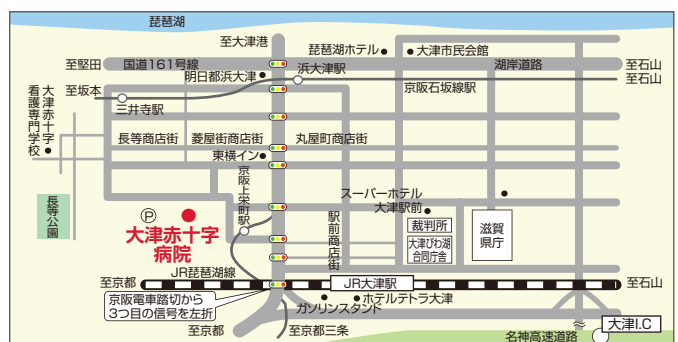 琵琶湖
至大津港
琵琶湖ホテル
大津市民会館
至堅田
国道161号線
湖岸道路
至石山
明日都浜大津
浜大津駅
至石山
至坂本
京阪石坂線駅
三井寺駅
大津赤十字
看護専門学校
長等商店街
菱屋街商店街
丸屋町商店街
東横イン
京阪上栄町駅
スーパーホテル
大津駅前
長等公園
P
大津赤十字
病院
駅前商店街
裁判所
大津びわ湖
合同庁舎
滋賀
県庁
JR琵琶湖線
至京都
JR大津駅
至石山
京阪電車踏切から
3つ目の信号を左折
ホテルテトラ大津
ガソリンスタンド
至京都
至京都三条
大津I.C
名神高速道路